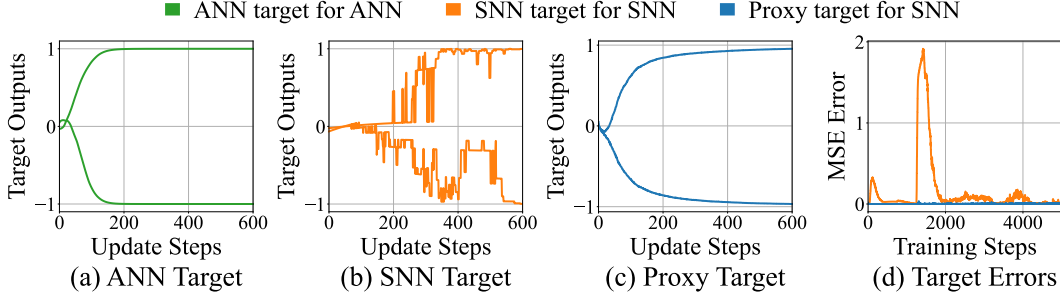 ANN target for ANN SNN target for SNN Proxy target for SNN
Target Outputs
1
0
−1
0 200 400 600
Update Steps
(a) ANN Target
Target Outputs
1
0
−1
0 200 400 600
Update Steps
(b) SNN Target
Target Outputs
1
0
−1
0 200 400 600
Update Steps
(c) Proxy Target
MSE Error
2
1
0
0 2000 4000
Training Steps
(d) Target Errors